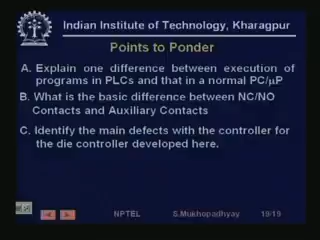 Indian Institute of Technology, Kharagpur
Points to Ponder
A. Explain one difference between execution of
programs in PLCs and that in a normal PC/μP
B. What is the basic difference between NC/NO
Contacts and Auxiliary Contacts
C. Identify the main defects with the controller for
the die controller developed here.
NPTEL S.Mukhopadhyay 19/19